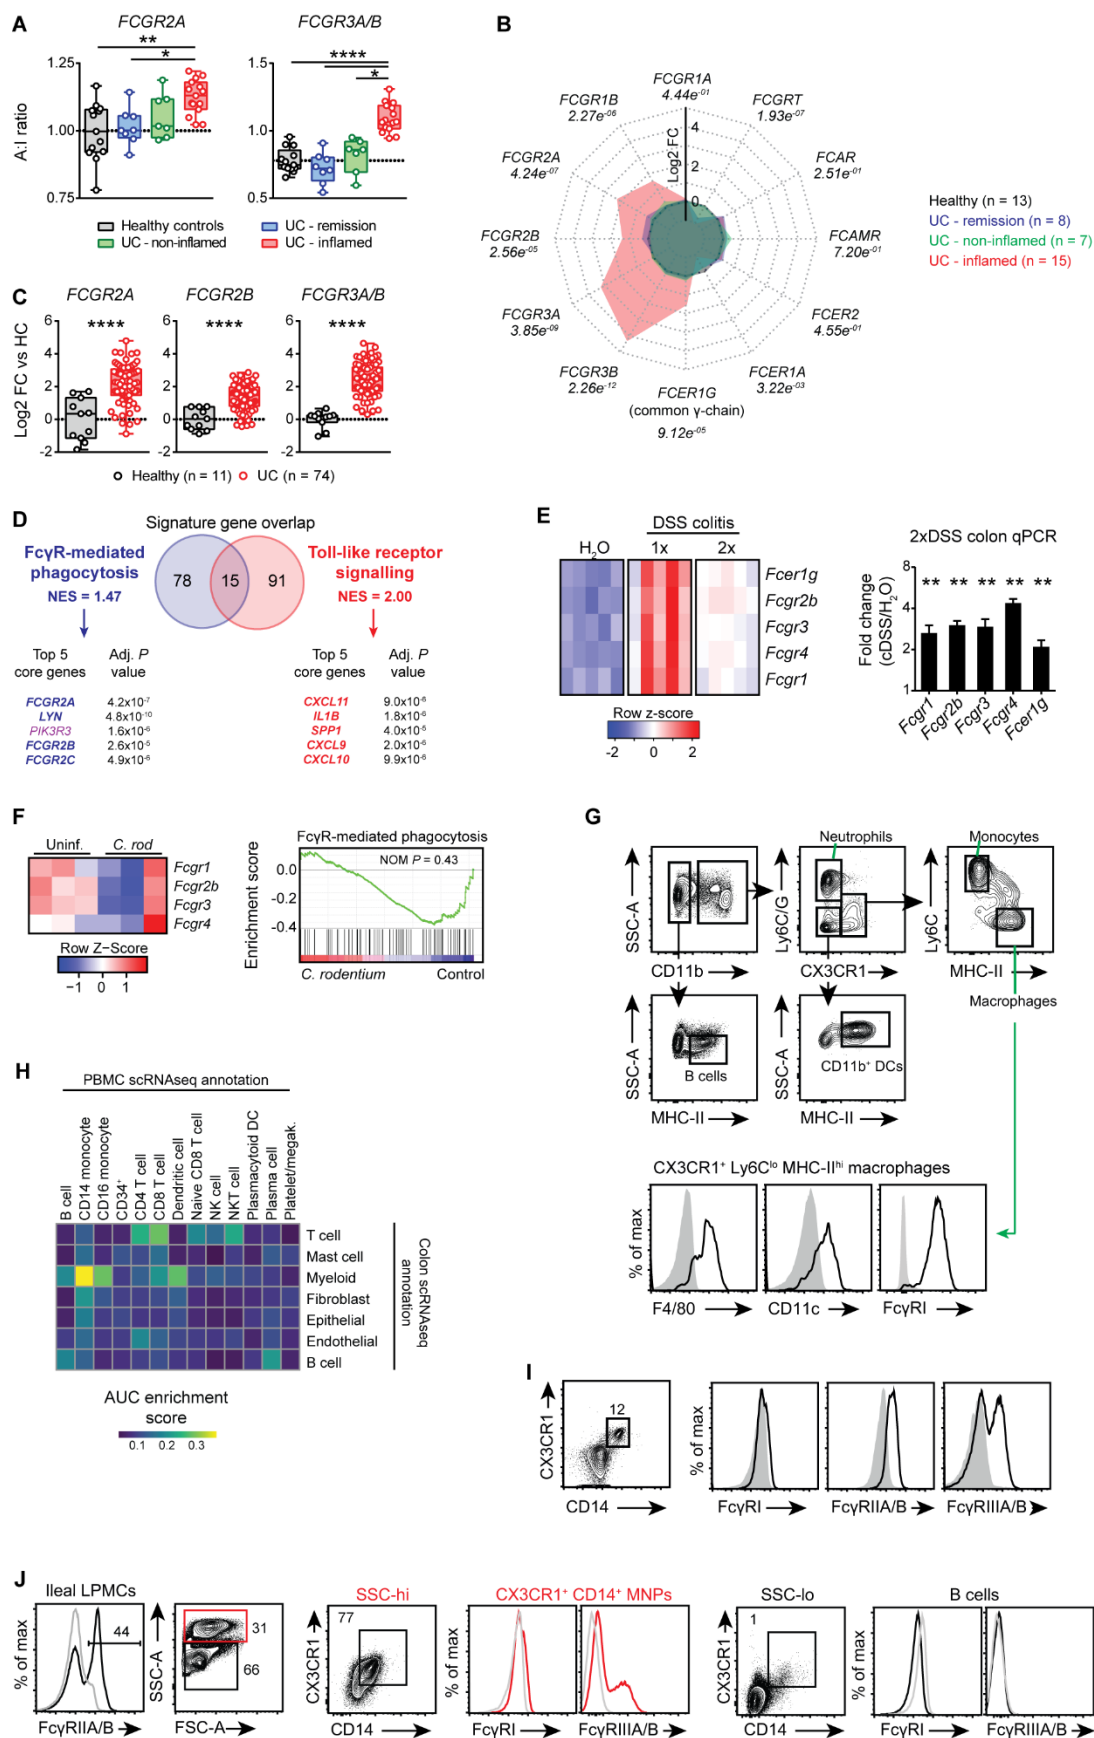 A
FCGR2A
FCGR3A/B
**
*
****
*
A:I ratio
1.25
1.00
0.75
1.5
1.0
0.5
Healthy controls
UC - remission
UC - non-inflamed
UC - inflamed
B
FCGR1A
4.44e-01
FCGRT
1.93e-07
FCAR
2.51e-01
FCAMR
7.20e-01
FCER2
4.55e-01
FCER1A
3.22e-03
FCER1G
(common γ-chain)
9.12e-05
FCGR3B
2.26e-12
FCGR3A
3.85e-09
FCGR2B
2.56e-05
FCGR2A
4.24e-07
FCGR1B
2.27e-06
Log2 FC
4
2
0
Healthy (n = 13)
UC - remission (n = 8)
UC - non-inflamed (n = 7)
UC - inflamed (n = 15)
C
FCGR2A
FCGR2B
FCGR3A/B
****
****
****
Log2 FC vs HC
6
4
2
0
-2
6
4
2
0
-2
6
4
2
0
-2
Healthy (n = 11)
UC (n = 74)
D
Signature gene overlap
FcγR-mediated
phagocytosis
NES = 1.47
78
15
91
Toll-like receptor
signalling
NES = 2.00
Top 5
core genes
Adj. P
value
FCGR2A 4.2x10-7
LYN 4.8x10-10
PIK3R3 1.6x10-6
FCGR2B 2.6x10-5
FCGR2C 4.9x10-6
Top 5
core genes
Adj. P
value
CXCL11 9.0x10-6
IL1B 1.8x10-6
SPP1 4.0x10-5
CXCL9 2.0x10-6
CXCL10 9.9x10-6
E
DSS colitis
H2O
1x
2x
Fcer1g
Fcgr2b
Fcgr3
Fcgr4
Fcgr1
Row z-score
-2 0 2
2xDSS colon qPCR
Fold change
(cDSS/H2O)
8
4
2
1
** ** ** ** **
Fcgr1
Fcgr2b
Fcgr3
Fcgr4
Fcer1g
F
Uninf.
C. rod
Fcgr1
Fcgr2b
Fcgr3
Fcgr4
Row Z−Score
−1 0 1
FcγR-mediated phagocytosis
NOM P = 0.43
Enrichment score
0.0
-0.2
-0.4
C. rodentium
Control
G
Neutrophils
Monocytes
SSC-A
CD11b
Ly6C/G
CX3CR1
Ly6C
MHC-II
Macrophages
SSC-A
B cells
MHC-II
SSC-A
CD11b+ DCs
MHC-II
CX3CR1+ Ly6Clo MHC-IIhi macrophages
% of max
F4/80
CD11c
FcγRI
H
PBMC scRNAseq annotation
B cell
CD14 monocyte
CD16 monocyte
CD34+
CD4 T cell
CD8 T cell
Dendritic cell
Naive CD8 T cell
NK cell
NKT cell
Plasmacytoid DC
Plasma cell
Platelet/megak.
T cell
Mast cell
Myeloid
Fibroblast
Epithelial
Endothelial
B cell
Colon scRNAseq
annotation
AUC enrichment
score
0.1 0.2 0.3
I
CX3CR1
12
CD14
% of max
FcγRI
FcγRIIA/B
FcγRIIIA/B
J
Ileal LPMCs
% of max
44
FcγRIIA/B
SSC-A
31
66
FSC-A
SSC-hi
77
CX3CR1
CD14
CX3CR1+ CD14+ MNPs
% of max
FcγRI
FcγRIIIA/B
SSC-lo
1
CX3CR1
CD14
B cells
% of max
FcγRI
FcγRIIIA/B